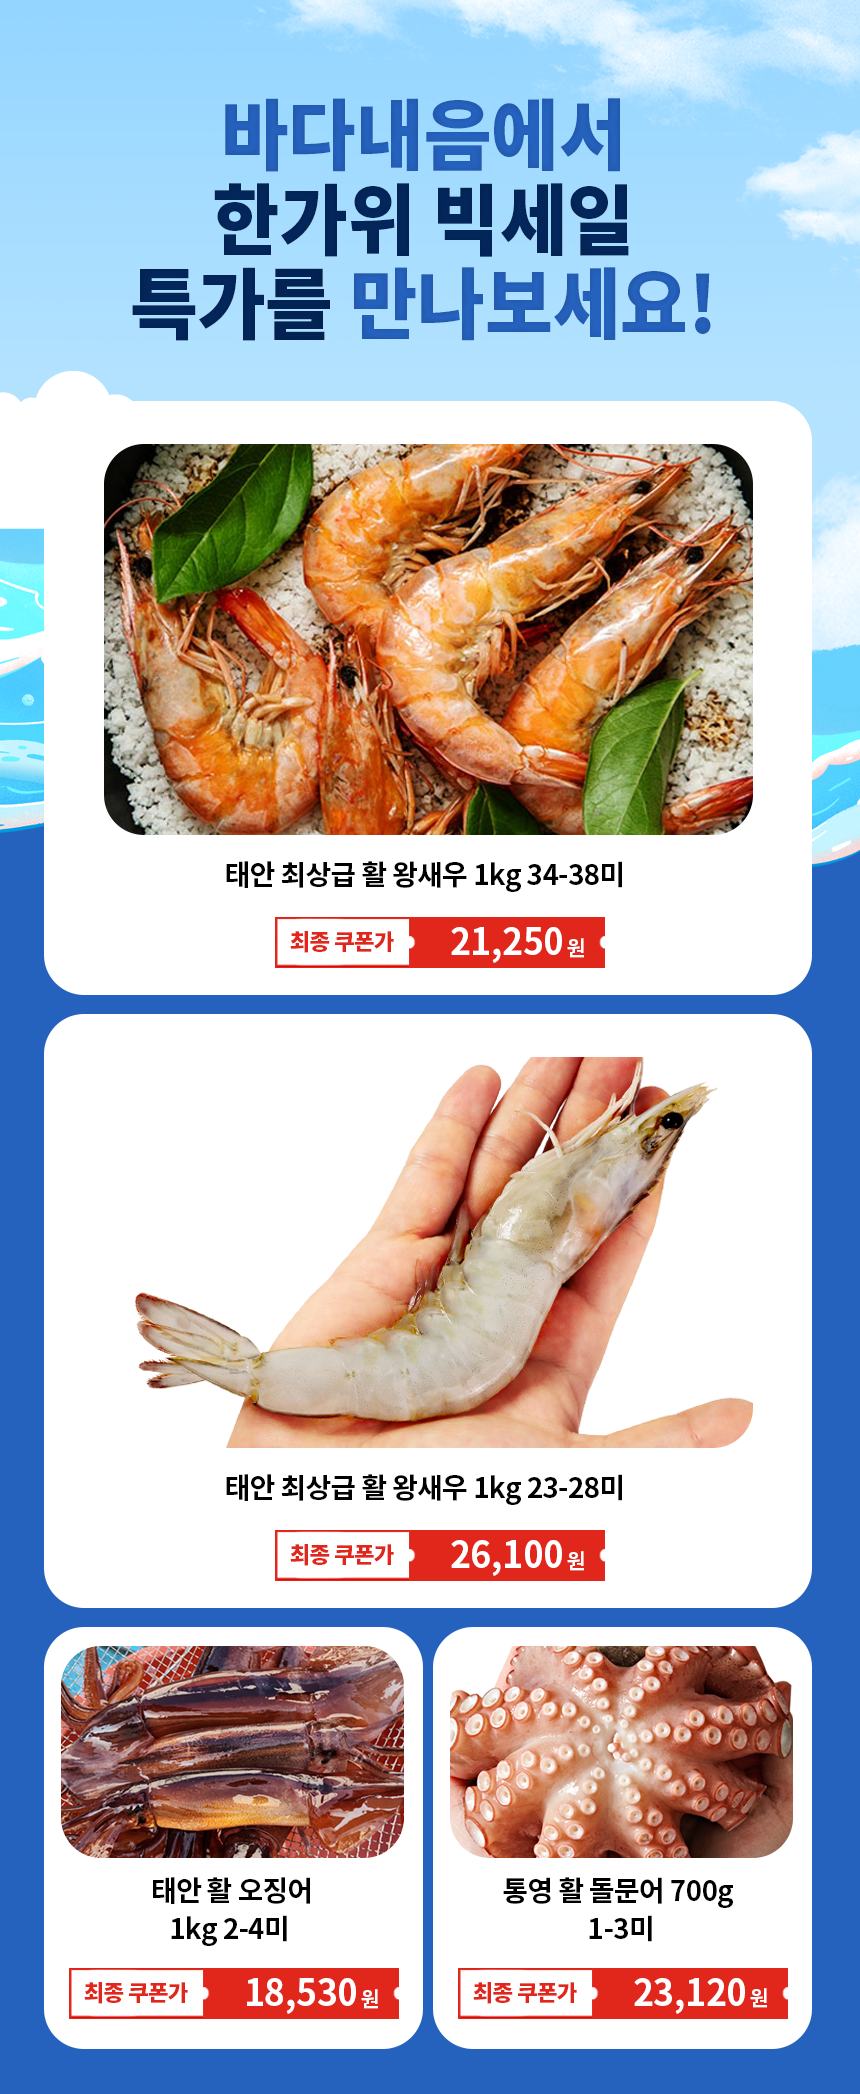 바다내음에서
한가위 빅세일
특가를 만나보세요!
태안 최상급 활 왕새우 1kg 34-38미
최종 쿠폰가 21,250원
태안 최상급 활 왕새우 1kg 23-28미
최종 쿠폰가 26,100원
태안 활 오징어
1kg 2-4미
최종 쿠폰가 18,530원
통영 활 돌문어 700g
1-3미
최종 쿠폰가 23,120원